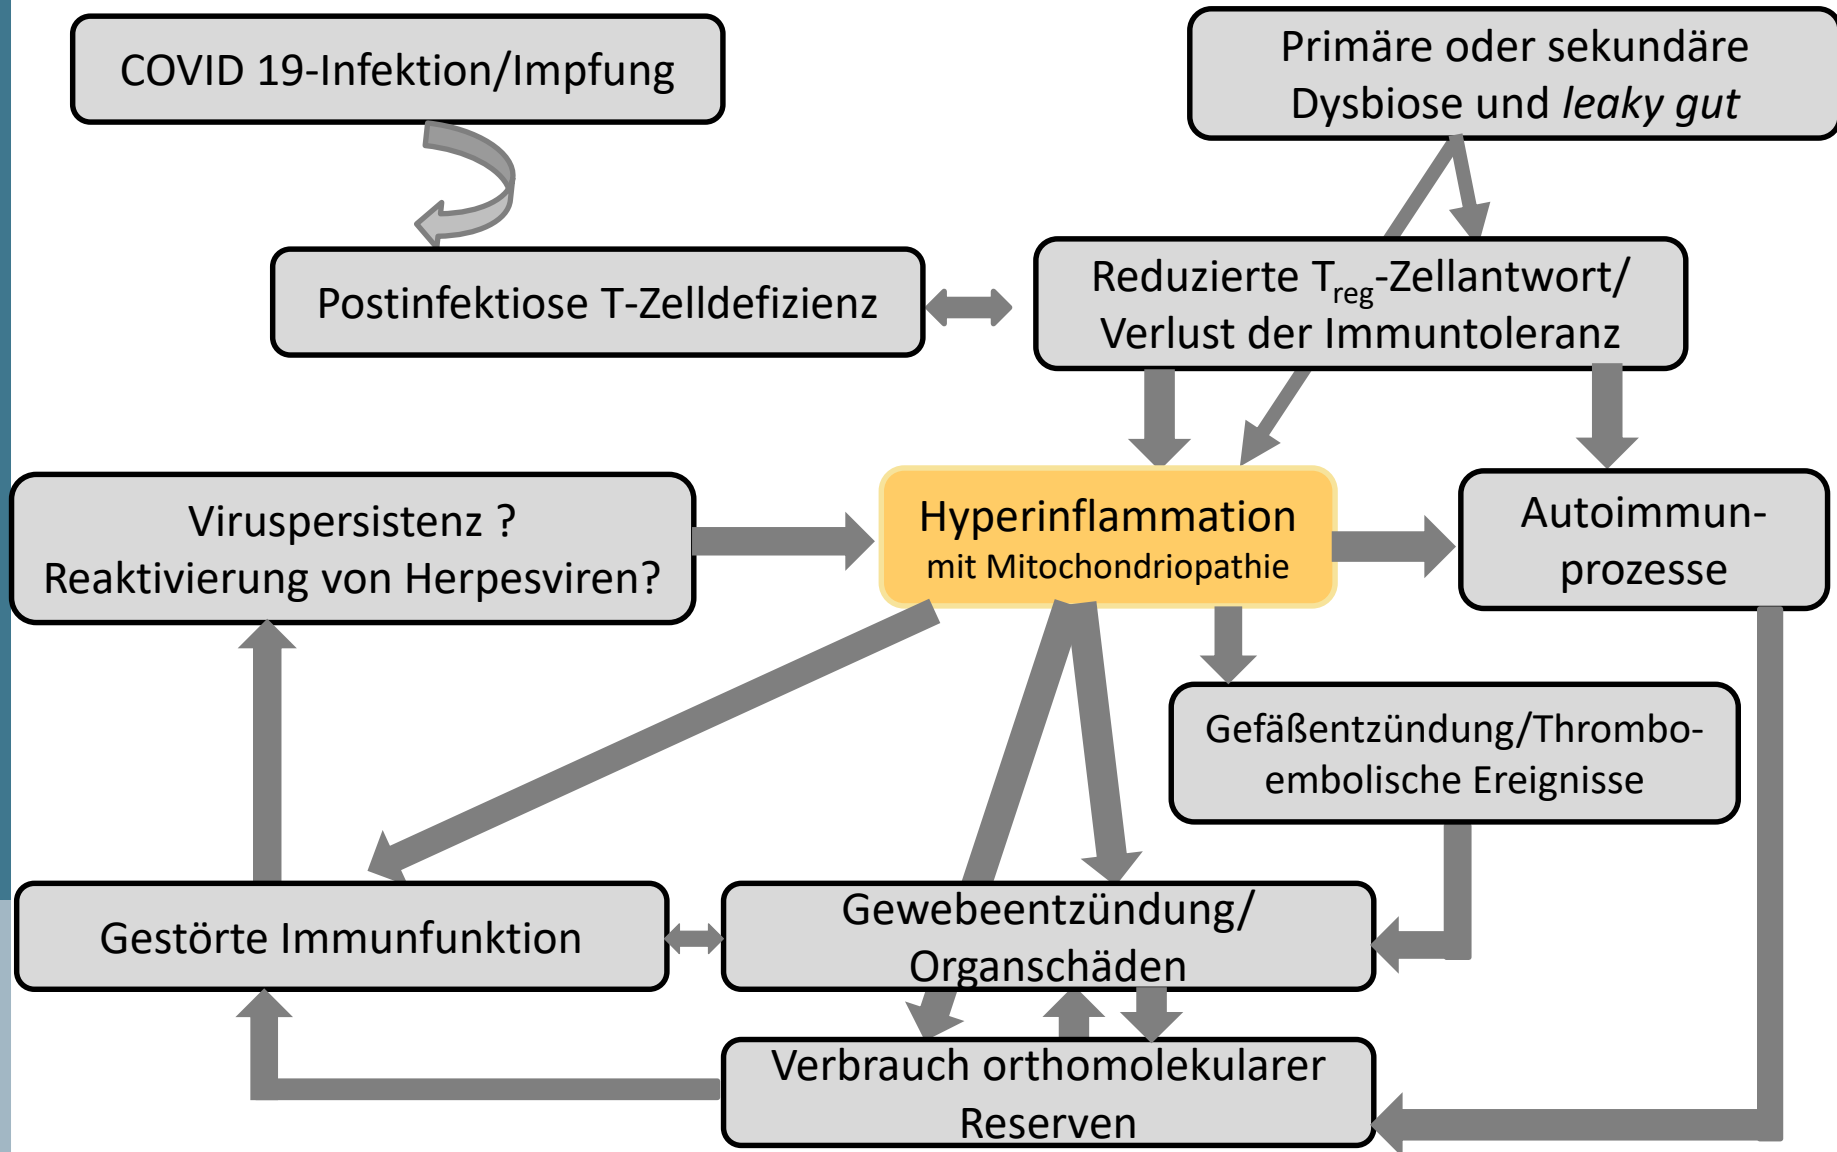 COVID 19-Infektion/Impfung
Primäre oder sekundäre
Dysbiose und leaky gut
Postinfektiose T-Zelldefizienz
Reduzierte Treg-Zellantwort/
Verlust der Immuntoleranz
Viruspersistenz ?
Reaktivierung von Herpesviren?
Hyperinflammation
mit Mitochondriopathie
Autoimmun-
prozesse
Gefäßentzündung/Thrombo-
embolische Ereignisse
Gestörte Immunfunktion
Gewebeentzündung/
Organschäden
Verbrauch orthomolekularer
Reserven